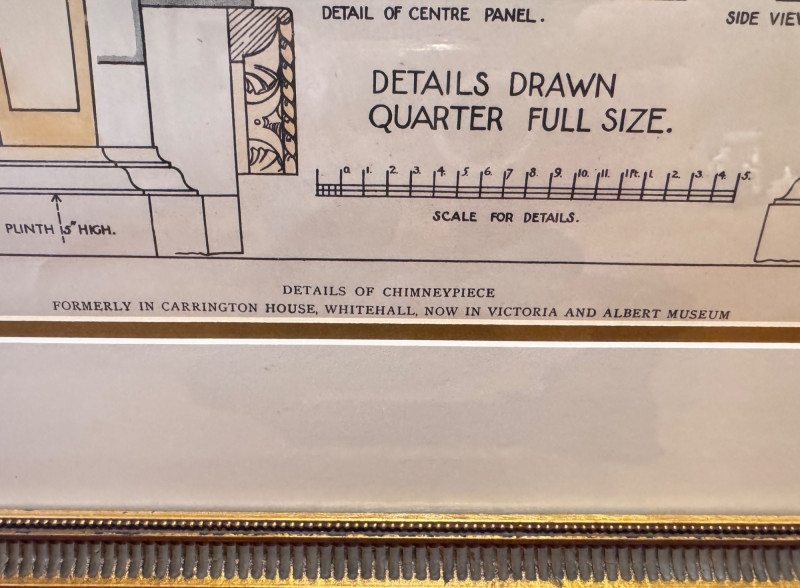 DETAIL OF CENTRE PANEL.
SIDE VIEW
DETAILS DRAWN
QUARTER FULL SIZE.
0. 1. 2. 3. 4. 5. 6. 7. 8. 9. 10. 11. 1Ft. 1. 2. 3. 4. 5.
SCALE FOR DETAILS.
PLINTH 5" HIGH.
DETAILS OF CHIMNEYPIECE
FORMERLY IN CARRINGTON HOUSE, WHITEHALL, NOW IN VICTORIA AND ALBERT MUSEUM